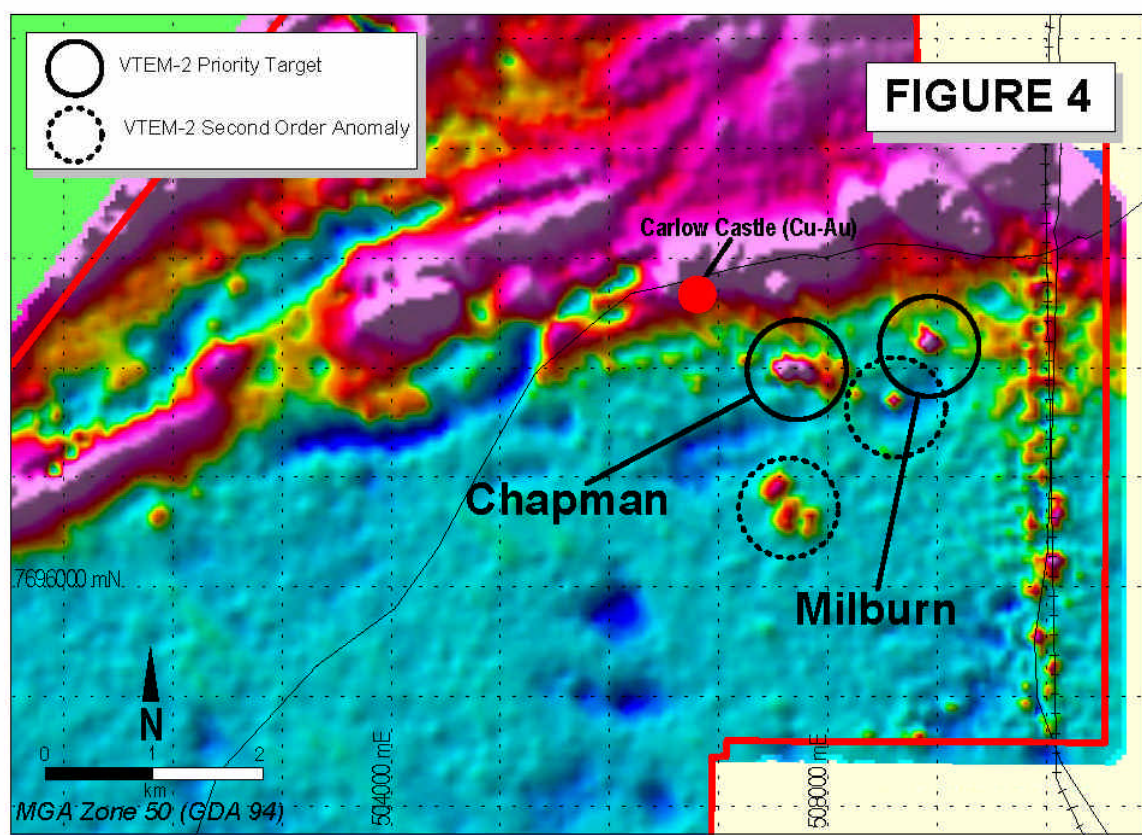 VTEM-2 Priority Target
VTEM-2 Second Order Anomaly
FIGURE 4
Carlow Castle (Cu-Au)
Chapman
Milburn
7696000 mN
N
0 1 2
km
MGA Zone 50 (GDA 94)
504000 mE
508000 mE